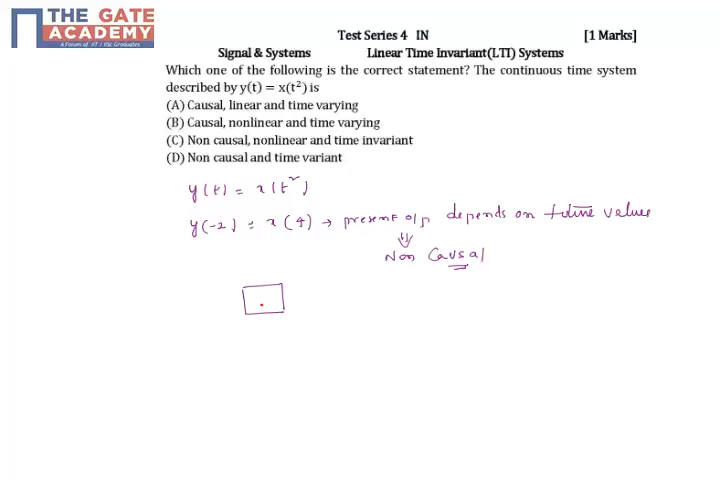 THE GATE
ACADEMY
A Forum of IIT / IISc Graduates
Test Series 4 IN [1 Marks]
Signal & Systems Linear Time Invariant(LTI) Systems
Which one of the following is the correct statement? The continuous time system
described by y(t) = x(t²) is
(A) Causal, linear and time varying
(B) Causal, nonlinear and time varying
(C) Non causal, nonlinear and time invariant
(D) Non causal and time variant
y(t) = x(t²)
y(-2) = x(4) → present o/p depends on future values
⇓
Non Causal